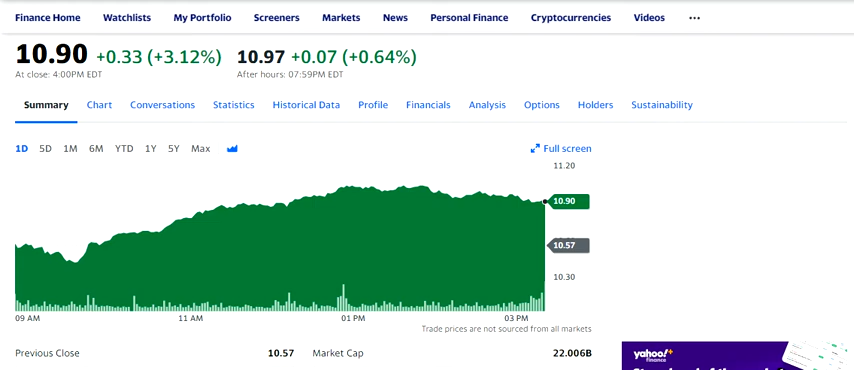 Finance Home Watchlists My Portfolio Screeners Markets News Personal Finance Cryptocurrencies Videos ...
10.90 +0.33 (+3.12%) 10.97 +0.07 (+0.64%)
At close: 4:00PM EDT After hours: 07:59PM EDT
Summary Chart Conversations Statistics Historical Data Profile Financials Analysis Options Holders Sustainability
1D 5D 1M 6M YTD 1Y 5Y Max Full screen
11.20
10.90
10.57
10.30
09 AM 11 AM 01 PM 03 PM
Trade prices are not sourced from all markets
Previous Close 10.57 Market Cap 22.006B
yahoo!+
finance